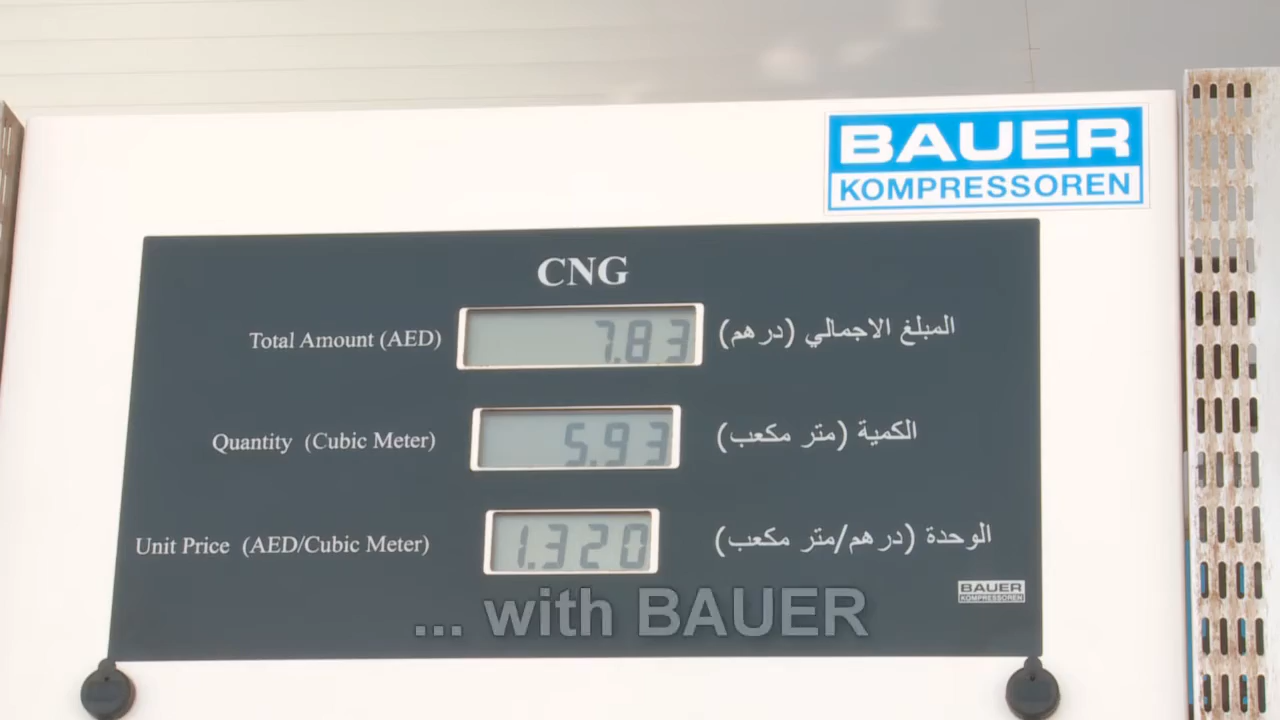 BAUER
KOMPRESSOREN
CNG
Total Amount (AED) 7.83 المبلغ الاجمالي (درهم)
Quantity (Cubic Meter) 5.93 الكمية (متر مكعب)
Unit Price (AED/Cubic Meter) 1.320 الوحدة (درهم/متر مكعب)
BAUER
KOMPRESSOREN
... with BAUER